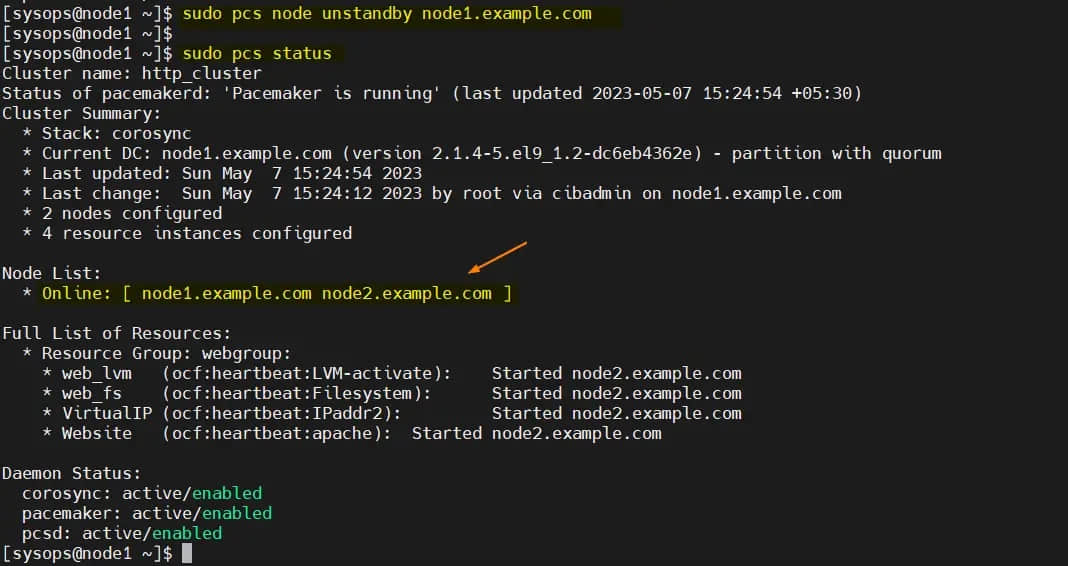 [sysops@node1 ~]$ sudo pcs node unstandby node1.example.com
[sysops@node1 ~]$
[sysops@node1 ~]$ sudo pcs status
Cluster name: http_cluster
Status of pacemakerd: 'Pacemaker is running' (last updated 2023-05-07 15:24:54 +05:30)
Cluster Summary:
  * Stack: corosync
  * Current DC: node1.example.com (version 2.1.4-5.el9_1.2-dc6eb4362e) - partition with quorum
  * Last updated: Sun May  7 15:24:54 2023
  * Last change:  Sun May  7 15:24:12 2023 by root via cibadmin on node1.example.com
  * 2 nodes configured
  * 4 resource instances configured

Node List:
  * Online: [ node1.example.com node2.example.com ]

Full List of Resources:
  * Resource Group: webgroup:
    * web_lvm   (ocf:heartbeat:LVM-activate):    Started node2.example.com
    * web_fs    (ocf:heartbeat:Filesystem):      Started node2.example.com
    * VirtualIP (ocf:heartbeat:IPaddr2):         Started node2.example.com
    * Website   (ocf:heartbeat:apache):  Started node2.example.com

Daemon Status:
  corosync: active/enabled
  pacemaker: active/enabled
  pcsd: active/enabled
[sysops@node1 ~]$